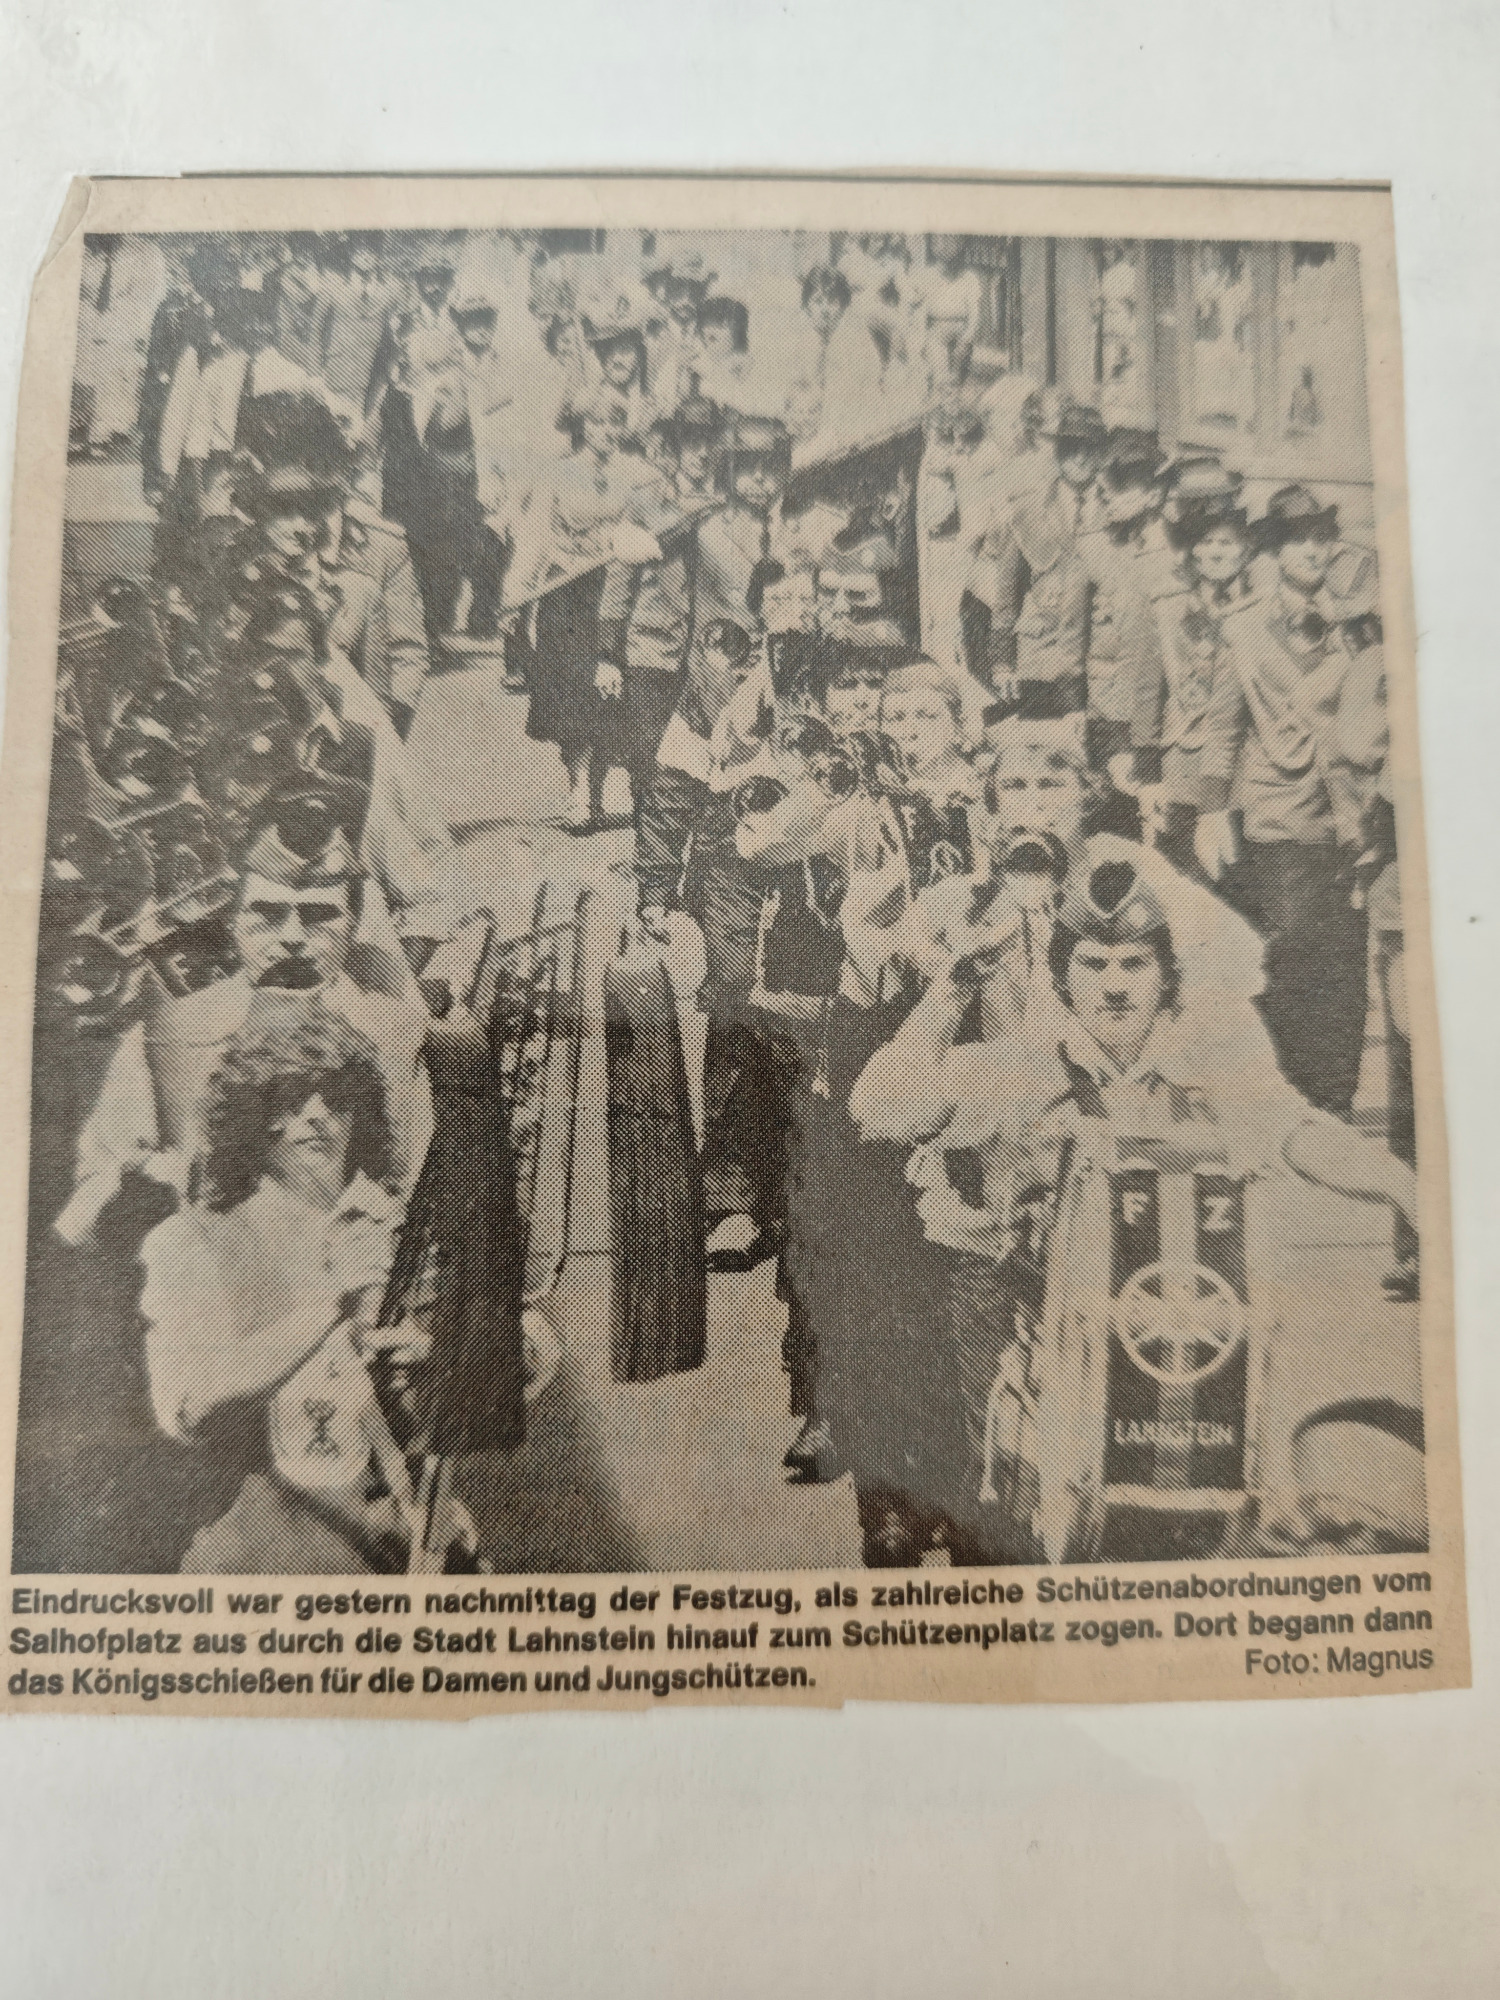 F Z
LAHNSTEIN
Eindrucksvoll war gestern nachmittag der Festzug, als zahlreiche Schützenabordnungen vom
Salhofplatz aus durch die Stadt Lahnstein hinauf zum Schützenplatz zogen. Dort begann dann
das Königsschießen für die Damen und Jungschützen.
Foto: Magnus